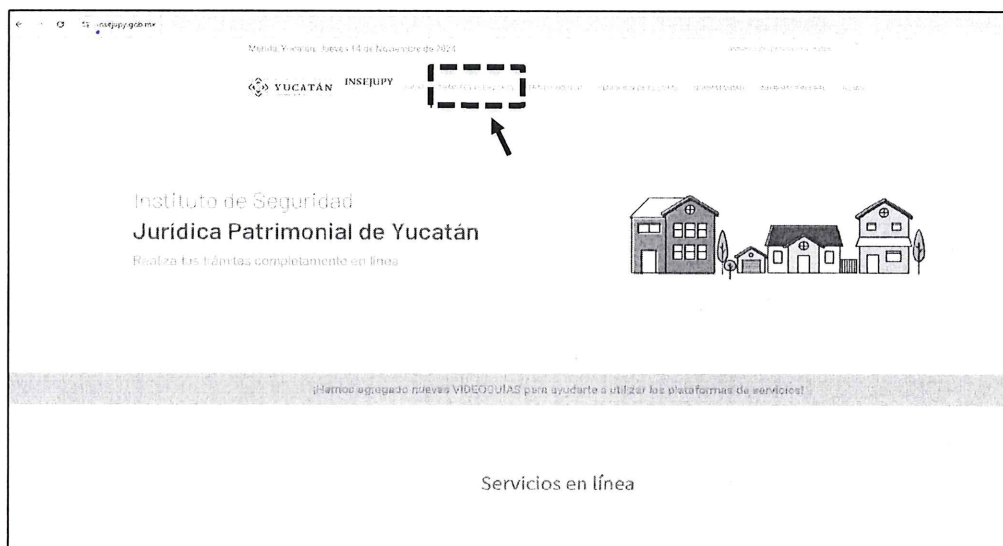 insejupy.gob.mx
Mérida, Yucatán, Jueves 14 de Noviembre de 2024
YUCATÁN INSEJUPY
Instituto de Seguridad
Jurídica Patrimonial de Yucatán
Realiza tus trámites completamente en línea
¡Hemos agregado nuevas VIDEOGUÍAS para ayudarte a utilizar las plataformas de servicios!
Servicios en línea